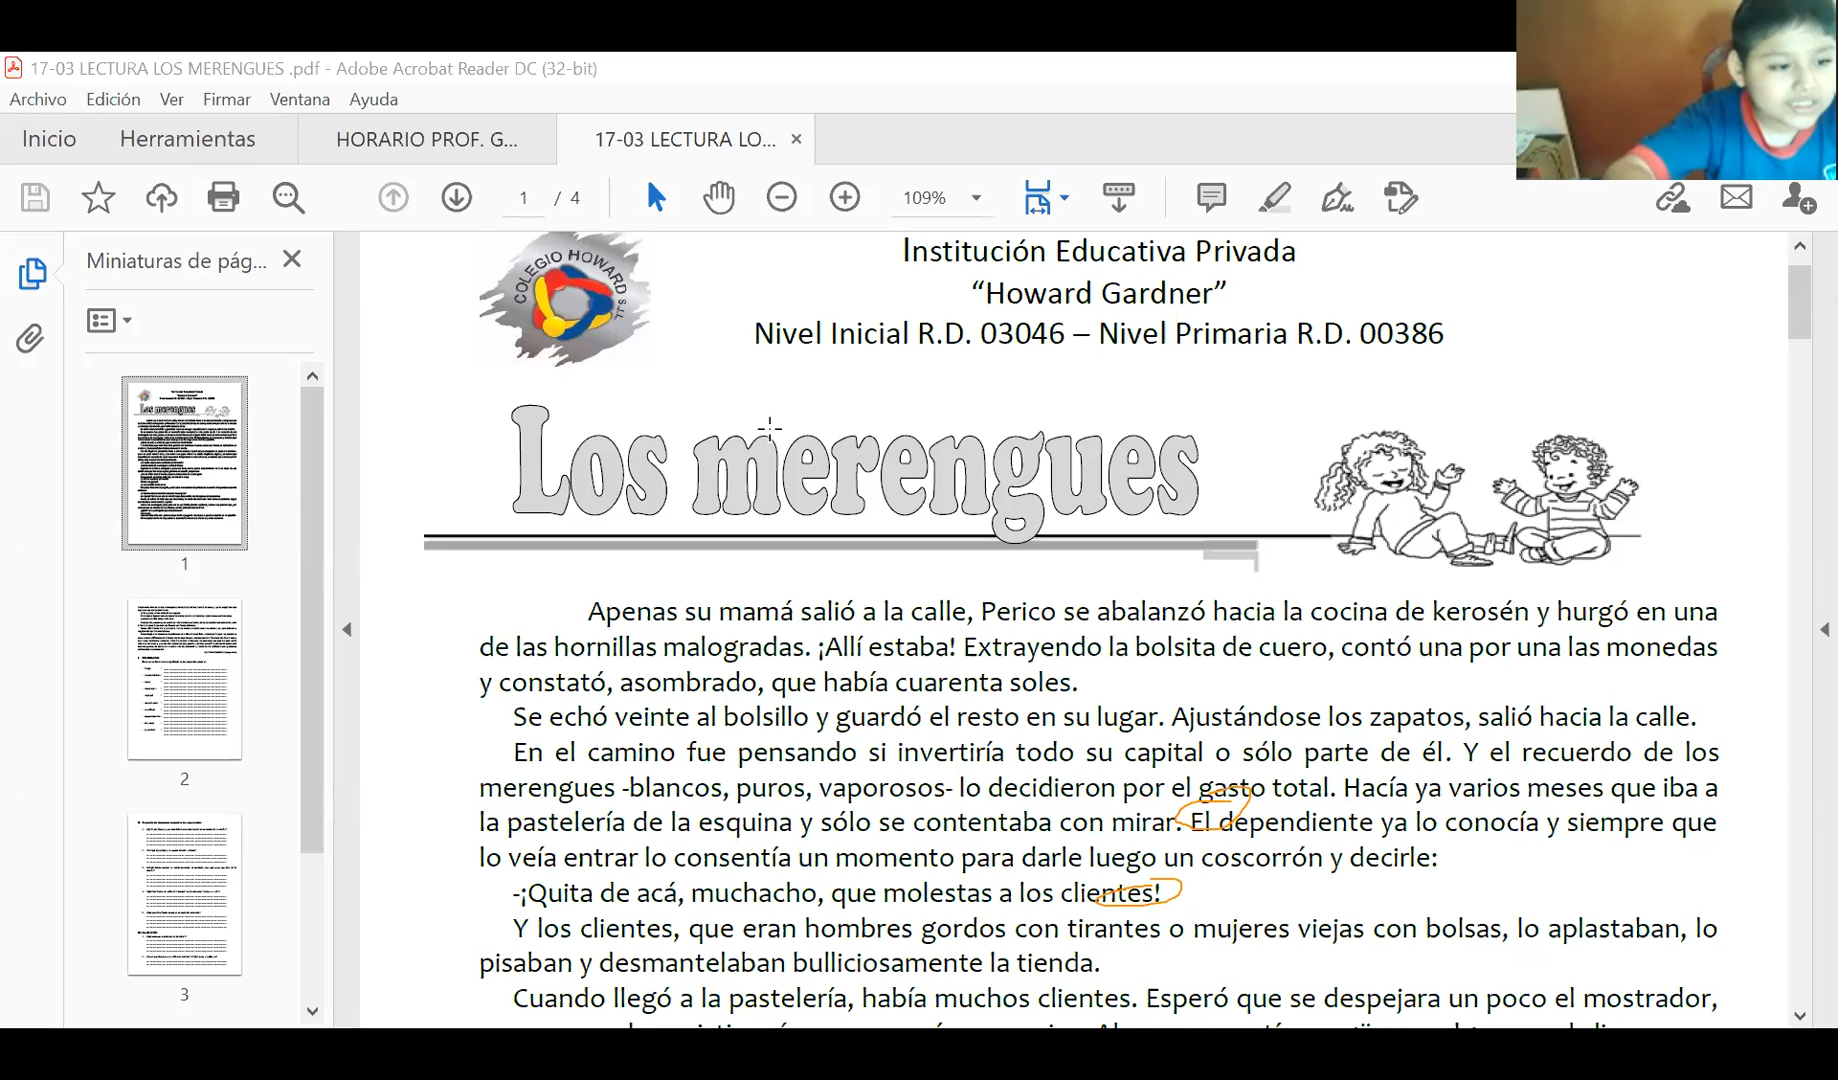 17-03 LECTURA LOS MERENGUES .pdf - Adobe Acrobat Reader DC (32-bit)
Archivo Edición Ver Firmar Ventana Ayuda
Inicio Herramientas HORARIO PROF. G... 17-03 LECTURA LO... ×
1 / 4 109%
Miniaturas de pág...
1
2
3
COLEGIO HOWARD S.J.L
Institución Educativa Privada
“Howard Gardner”
Nivel Inicial R.D. 03046 – Nivel Primaria R.D. 00386
Los merengues
Apenas su mamá salió a la calle, Perico se abalanzó hacia la cocina de kerosén y hurgó en una
de las hornillas malogradas. ¡Allí estaba! Extrayendo la bolsita de cuero, contó una por una las monedas
y constató, asombrado, que había cuarenta soles.
Se echó veinte al bolsillo y guardó el resto en su lugar. Ajustándose los zapatos, salió hacia la calle.
En el camino fue pensando si invertiría todo su capital o sólo parte de él. Y el recuerdo de los
merengues -blancos, puros, vaporosos- lo decidieron por el gasto total. Hacía ya varios meses que iba a
la pastelería de la esquina y sólo se contentaba con mirar. El dependiente ya lo conocía y siempre que
lo veía entrar lo consentía un momento para darle luego un coscorrón y decirle:
-¡Quita de acá, muchacho, que molestas a los clientes!
Y los clientes, que eran hombres gordos con tirantes o mujeres viejas con bolsas, lo aplastaban, lo
pisaban y desmantelaban bulliciosamente la tienda.
Cuando llegó a la pastelería, había muchos clientes. Esperó que se despejara un poco el mostrador,